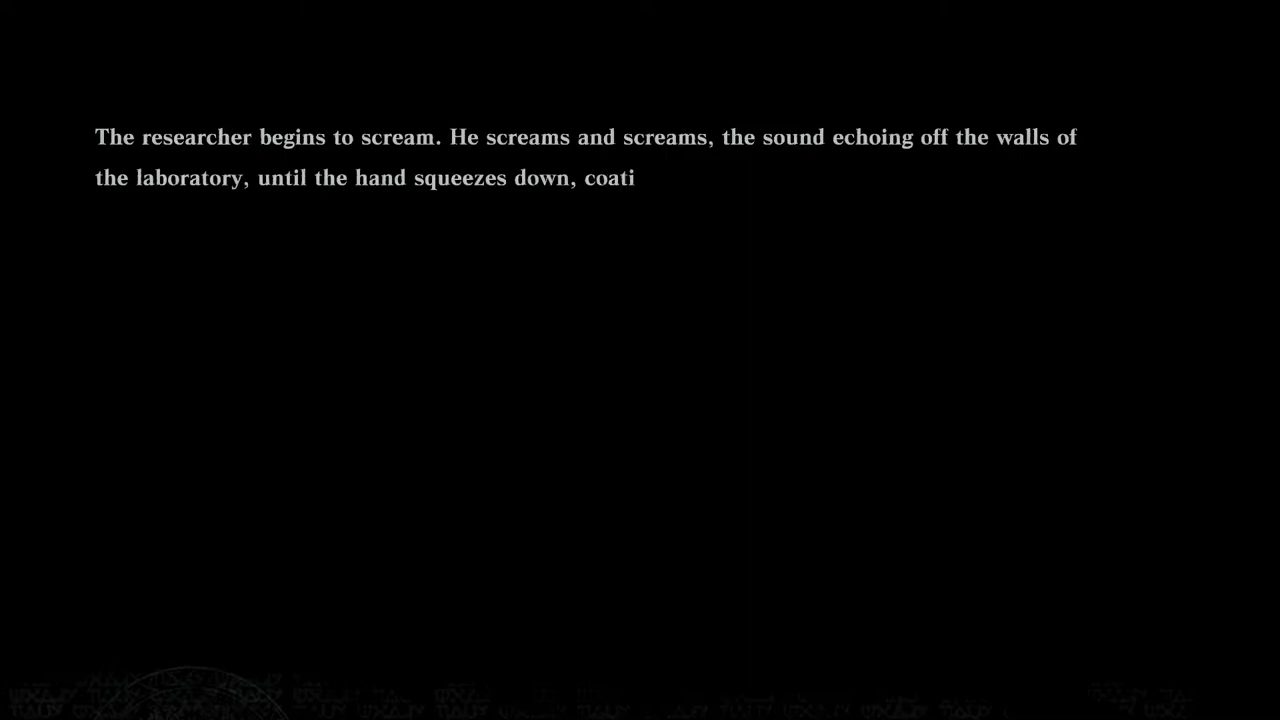 The researcher begins to scream. He screams and screams, the sound echoing off the walls of
the laboratory, until the hand squeezes down, coati